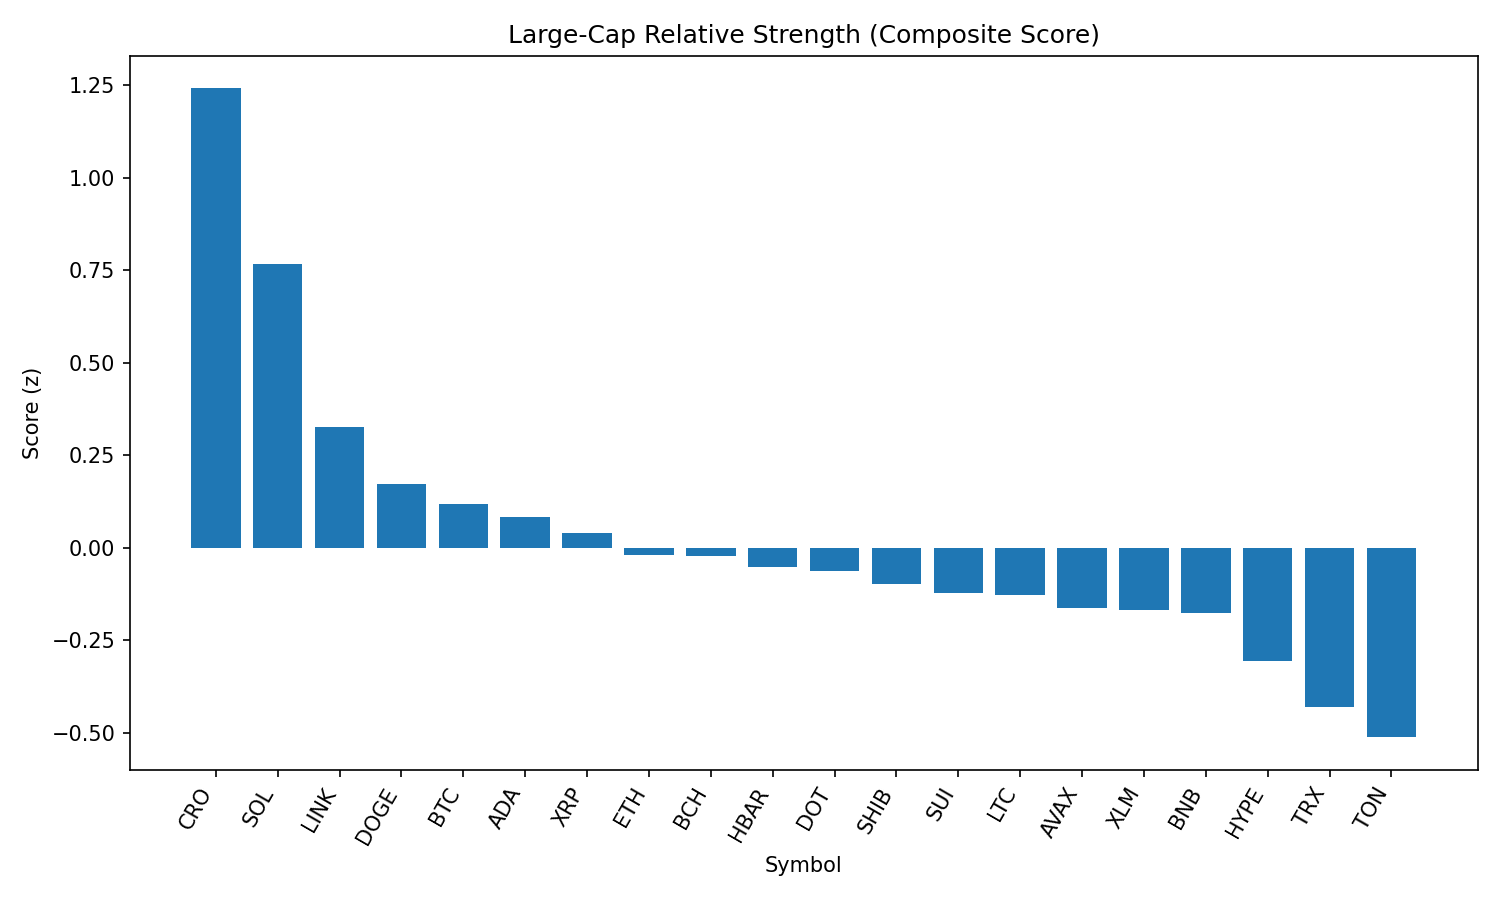 Large-Cap Relative Strength (Composite Score)
Score (z)
1.25
1.00
0.75
0.50
0.25
0.00
−0.25
−0.50
CRO
SOL
LINK
DOGE
BTC
ADA
XRP
ETH
BCH
HBAR
DOT
SHIB
SUI
LTC
AVAX
XLM
BNB
HYPE
TRX
TON
Symbol